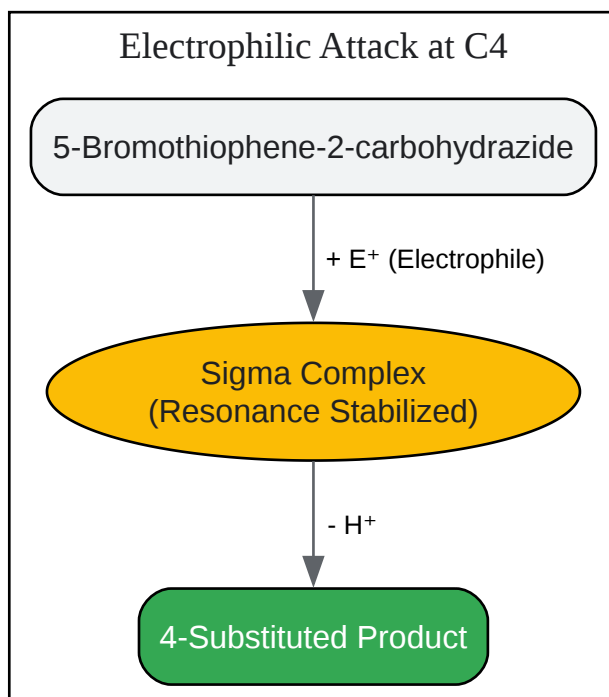 Electrophilic Attack at C4
5-Bromothiophene-2-carbohydrazide
+ E⁺ (Electrophile)
Sigma Complex
(Resonance Stabilized)
- H⁺
4-Substituted Product